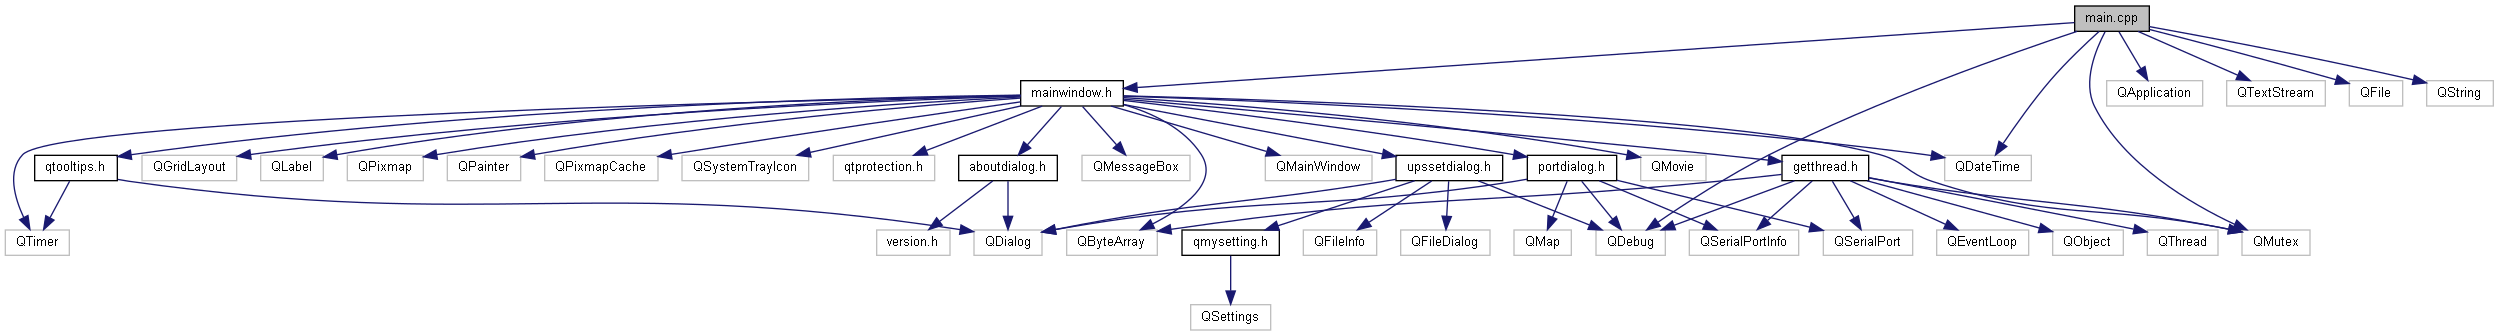 main.cpp
mainwindow.h
QApplication
QTextStream
QFile
QString
qtooltips.h
QGridLayout
QLabel
QPixmap
QPainter
QPixmapCache
QSystemTrayIcon
qtprotection.h
aboutdialog.h
QMessageBox
QMainWindow
upssetdialog.h
portdialog.h
QMovie
getthread.h
QDateTime
QTimer
version.h
QDialog
QByteArray
qmysetting.h
QFileInfo
QFileDialog
QMap
QDebug
QSerialPortInfo
QSerialPort
QEventLoop
QObject
QThread
QMutex
QSettings